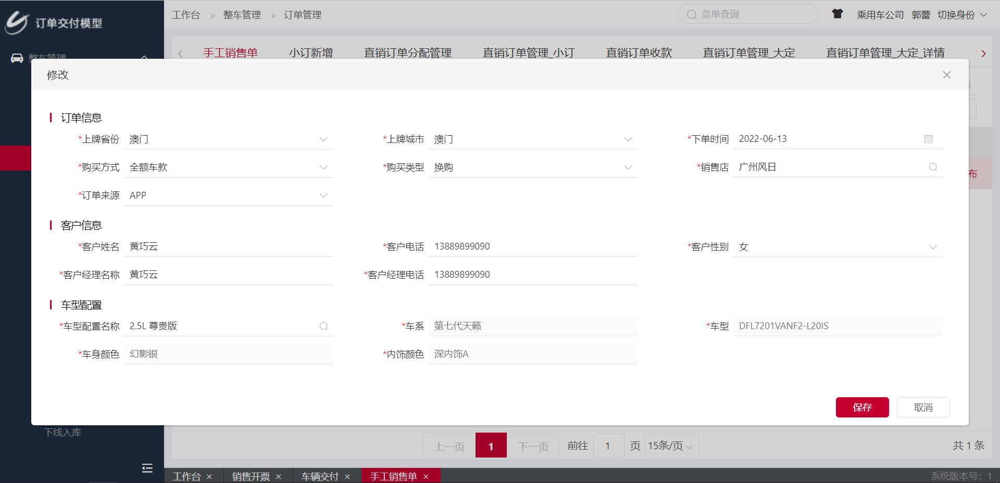 订单交付模型
工作台 > 整车管理 > 订单管理
菜单查询
乘用车公司 郭蕾 切换身份
整车管理
手工销售单 小订新增 直销订单分配管理 直销订单管理_小订 直销订单收款 直销订单管理_大定 直销订单管理_大定_详情
修改
订单信息
*上牌省份 澳门 *上牌城市 澳门 *下单时间 2022-06-13
*购买方式 全额车款 *购买类型 换购 *销售店 广州风日
布
*订单来源 APP
客户信息
*客户姓名 黄巧云 *客户电话 13889899090 *客户性别 女
*客户经理名称 黄巧云 *客户经理电话 13889899090
车型配置
*车型配置名称 2.5L 尊贵版 *车系 第七代天籁 *车型 DFL7201VANF2-L20IS
*车身颜色 幻影银 *内饰颜色 深内饰A
保存 取消
下线入库
上一页 1 下一页 前往 1 页 15条/页 共 1 条
工作台 × 销售开票 × 车辆交付 × 手工销售单 × 系统版本号：1